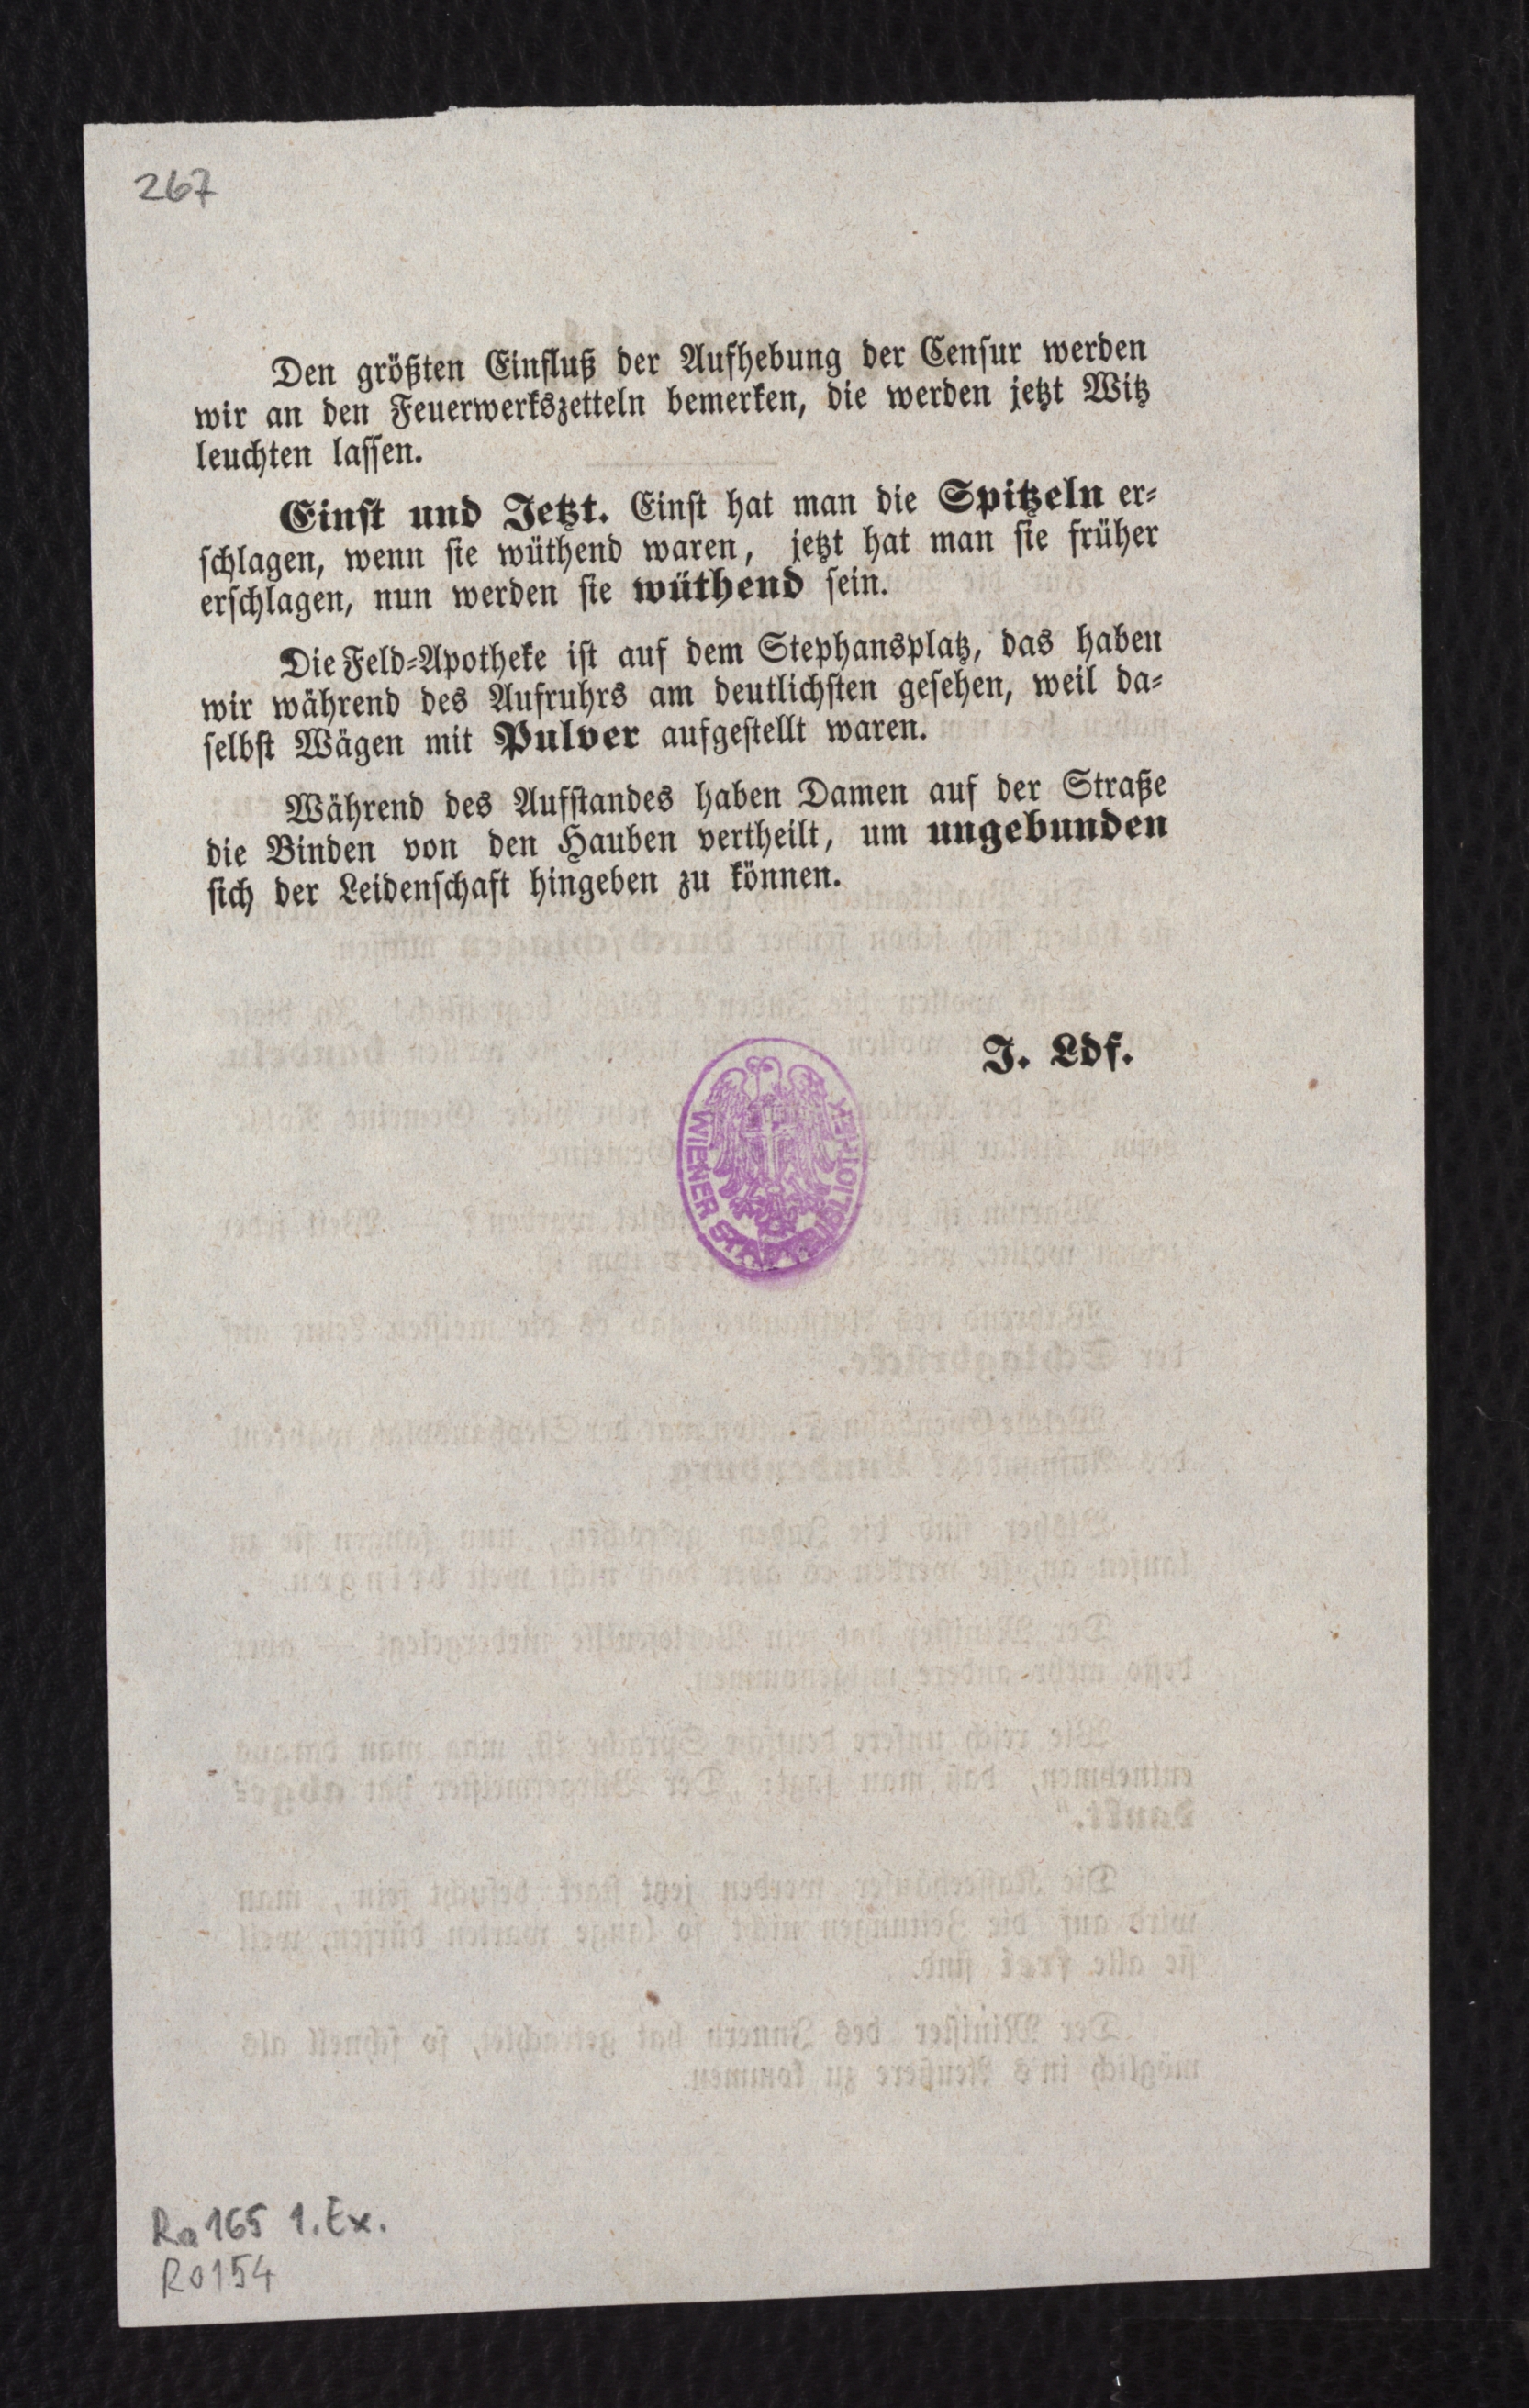 267
Den größten Einfluß der Aufhebung der Censur werden
wir an den Feuerwerkszetteln bemerken, die werden jetzt Witz
leuchten lassen.
Einst und Jetzt. Einst hat man die Spitzeln er-
schlagen, wenn sie wüthend waren, jetzt hat man sie früher
erschlagen, nun werden sie wüthend sein.
Die Feld-Apotheke ist auf dem Stephansplatz, das haben
wir während des Aufruhrs am deutlichsten gesehen, weil da-
selbst Wägen mit Pulver aufgestellt waren.
Während des Aufstandes haben Damen auf der Straße
die Binden von den Hauben vertheilt, um ungebunden
sich der Leidenschaft hingeben zu können.
J. Ldf.
WIENER STADTBIBLIOTHEK
Ra 165 1. Ex.
R0154